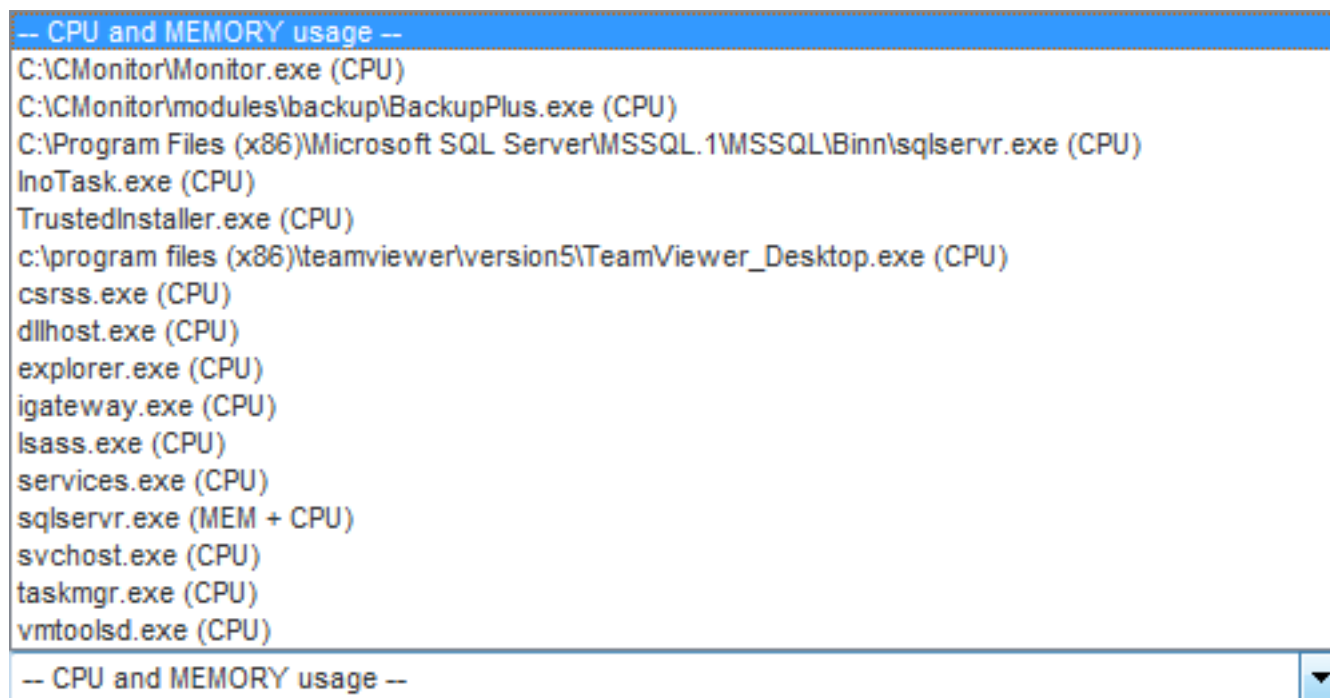 -- CPU and MEMORY usage --
C:\CMonitor\Monitor.exe (CPU)
C:\CMonitor\modules\backup\BackupPlus.exe (CPU)
C:\Program Files (x86)\Microsoft SQL Server\MSSQL.1\MSSQL\Binn\sqlservr.exe (CPU)
InoTask.exe (CPU)
TrustedInstaller.exe (CPU)
c:\program files (x86)\teamviewer\version5\TeamViewer_Desktop.exe (CPU)
csrss.exe (CPU)
dllhost.exe (CPU)
explorer.exe (CPU)
igateway.exe (CPU)
lsass.exe (CPU)
services.exe (CPU)
sqlservr.exe (MEM + CPU)
svchost.exe (CPU)
taskmgr.exe (CPU)
vmtoolsd.exe (CPU)
-- CPU and MEMORY usage --